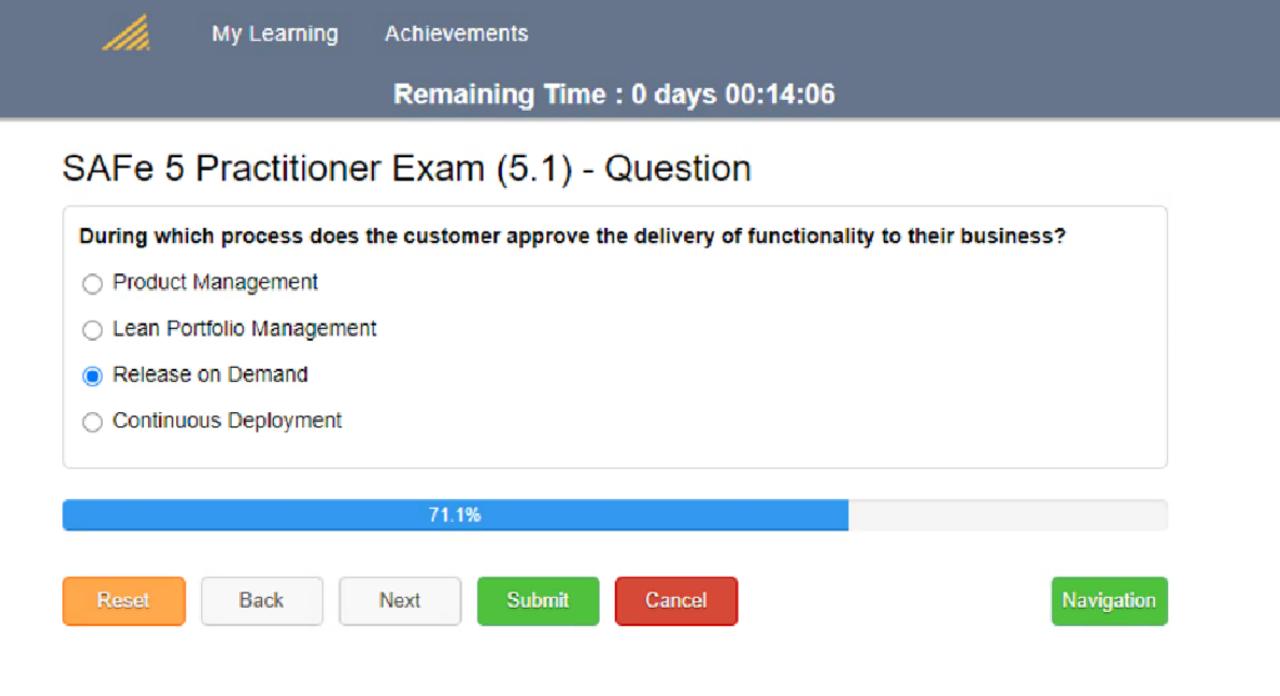 My Learning Achievements
Remaining Time : 0 days 00:14:06
SAFe 5 Practitioner Exam (5.1) - Question
During which process does the customer approve the delivery of functionality to their business?
Product Management
Lean Portfolio Management
Release on Demand
Continuous Deployment
71.1%
Reset Back Next Submit Cancel Navigation